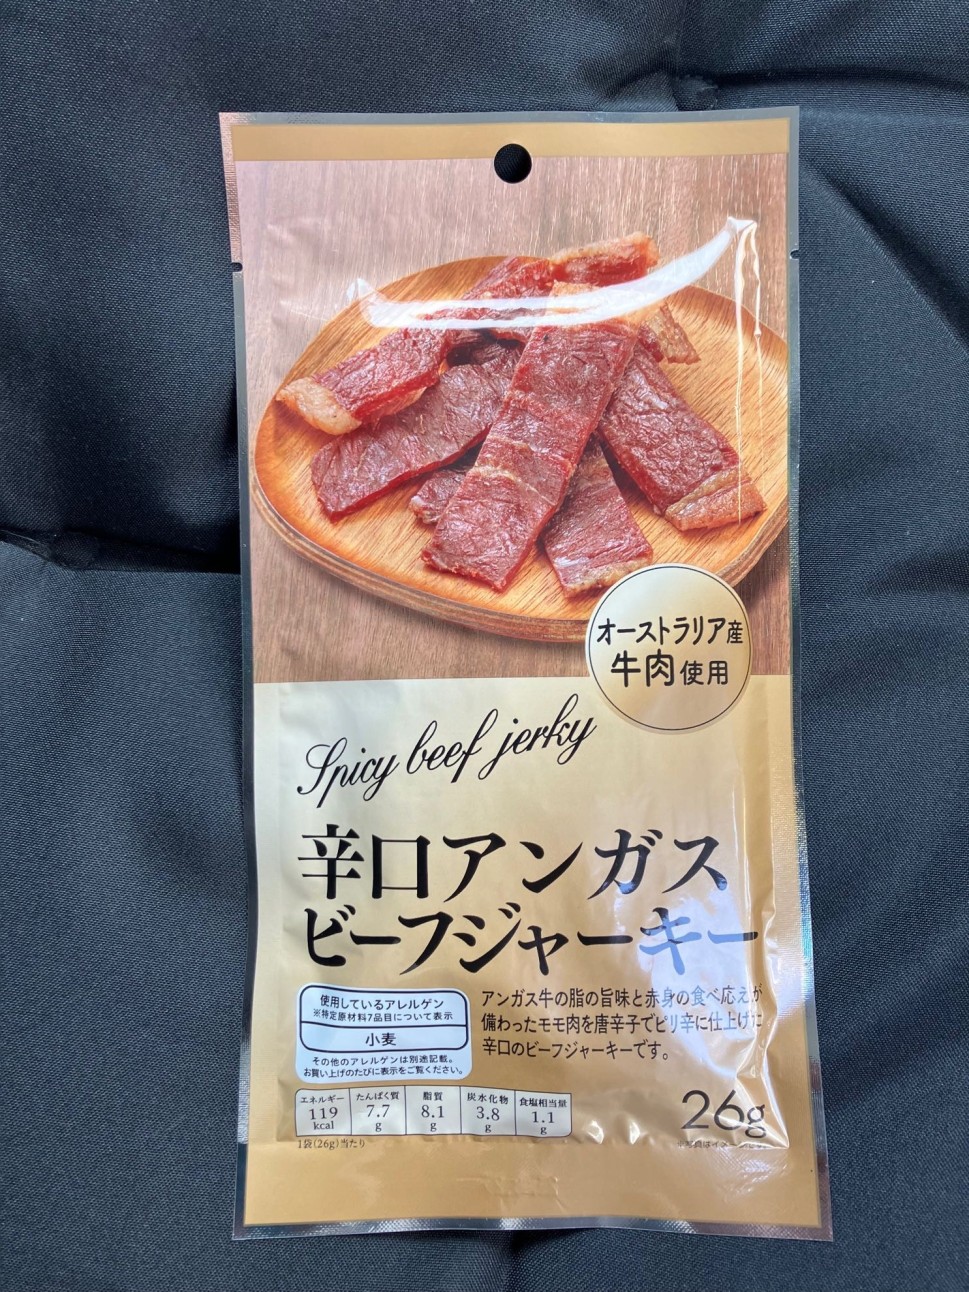 オーストラリア産
牛肉使用
Spicy beef jerky
辛口アンガス
ビーフジャーキー
使用しているアレルゲン
※特定原材料7品目について表示
小麦
その他のアレルゲンは別途記載。
お買い上げのたびに表示をご覧ください。
アンガス牛の脂の旨味と赤身の食べ応えが
備わったモモ肉を唐辛子でピリ辛に仕上げた
辛口のビーフジャーキーです。
エネルギー たんぱく質 脂質 炭水化物 食塩相当量
119 7.7 8.1 3.8 1.1
kcal g g g g
1袋(26g)当たり
26g